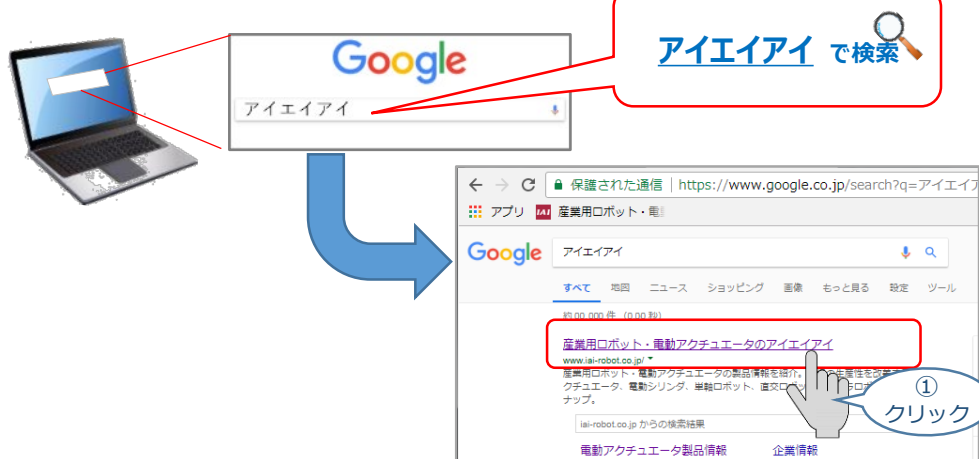 Google
アイエイアイ
アイエイアイ で検索
保護された通信 | https://www.google.co.jp/search?q=アイエイア
アプリ IAI 産業用ロボット・電
Google アイエイアイ
すべて 地図 ニュース ショッピング 画像 もっと見る 設定 ツール
約 00,000 件 (0.00 秒)
産業用ロボット・電動アクチュエータのアイエイアイ
www.iai-robot.co.jp/
産業用ロボット・電動アクチュエータの製品情報を紹介。
クチュエータ、電動シリンダ、単軸ロボット、直交ロボ
ナップ。
①
クリック
iai-robot.co.jp からの検索結果
電動アクチュエータ製品情報 企業情報